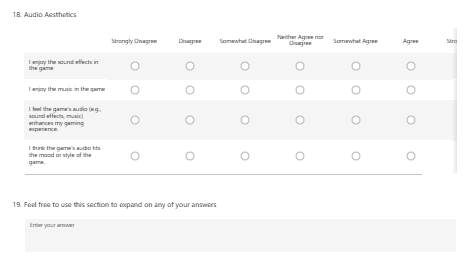 18. Audio Aesthetics
Strongly Disagree Disagree Somewhat Disagree Neither Agree nor Disagree Somewhat Agree Agree Stro
I enjoy the sound effects in
the game
I enjoy the music in the game
I feel the game's audio (e.g.,
sound effects, music)
enhances my gaming
experience.
I think the game's audio fits
the mood or style of the
game.
19. Feel free to use this section to expand on any of your answers
Enter your answer